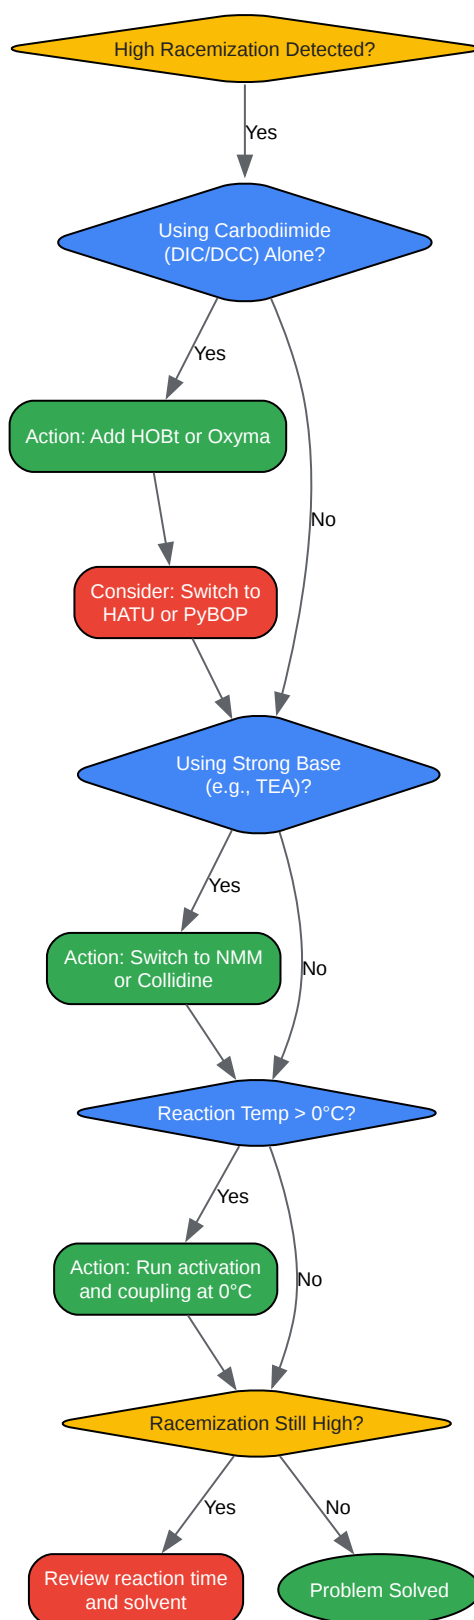 High Racemization Detected?
Yes
Using Carbodiimide
(DIC/DCC) Alone?
Yes
Action: Add HOBt or Oxyma
No
Consider: Switch to
HATU or PyBOP
Using Strong Base
(e.g., TEA)?
Yes
Action: Switch to NMM
or Collidine
No
Reaction Temp > 0°C?
Yes
Action: Run activation
and coupling at 0°C
No
Racemization Still High?
Yes
No
Review reaction time
and solvent
Problem Solved